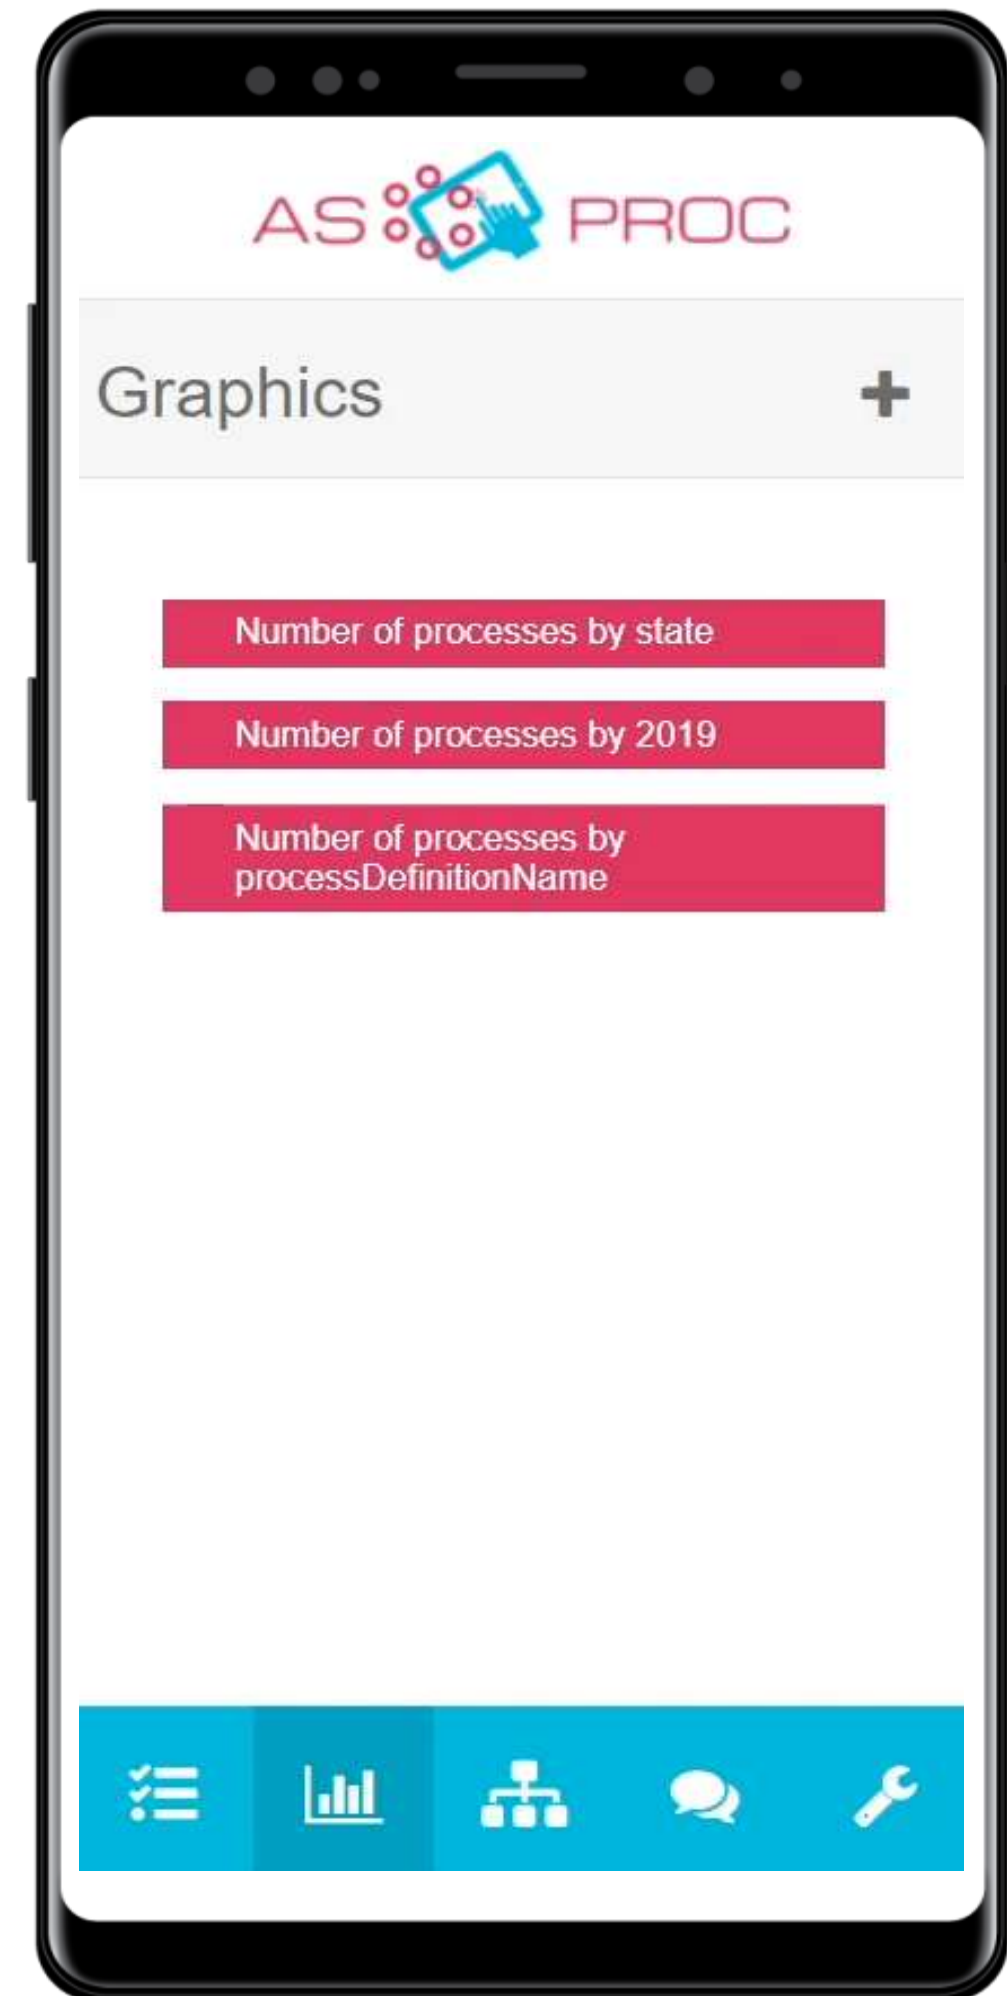 AS PROC
Graphics
Number of processes by state
Number of processes by 2019
Number of processes by
processDefinitionName